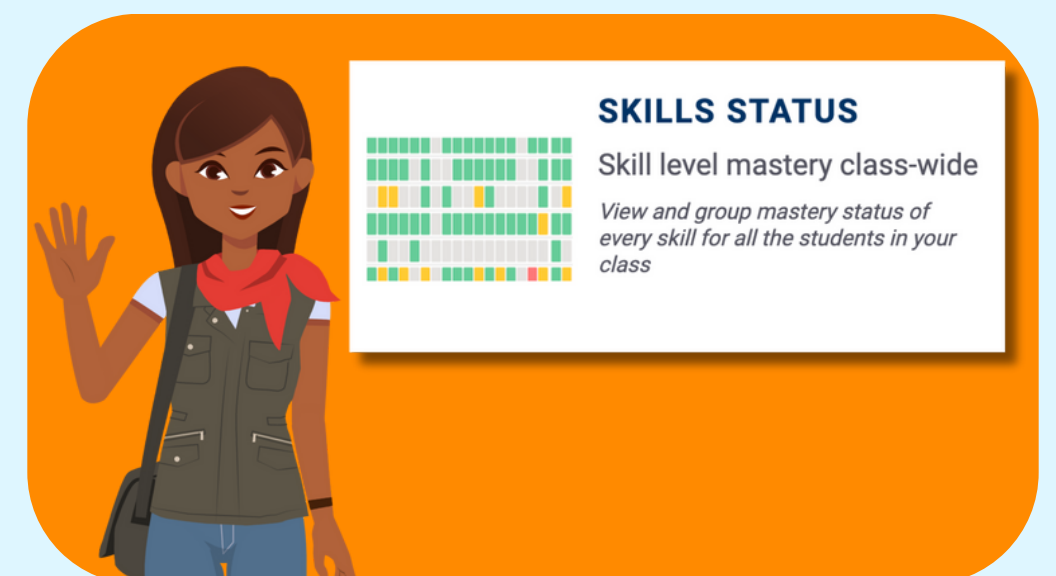 SKILLS STATUS
Skill level mastery class-wide
View and group mastery status of
every skill for all the students in your
class